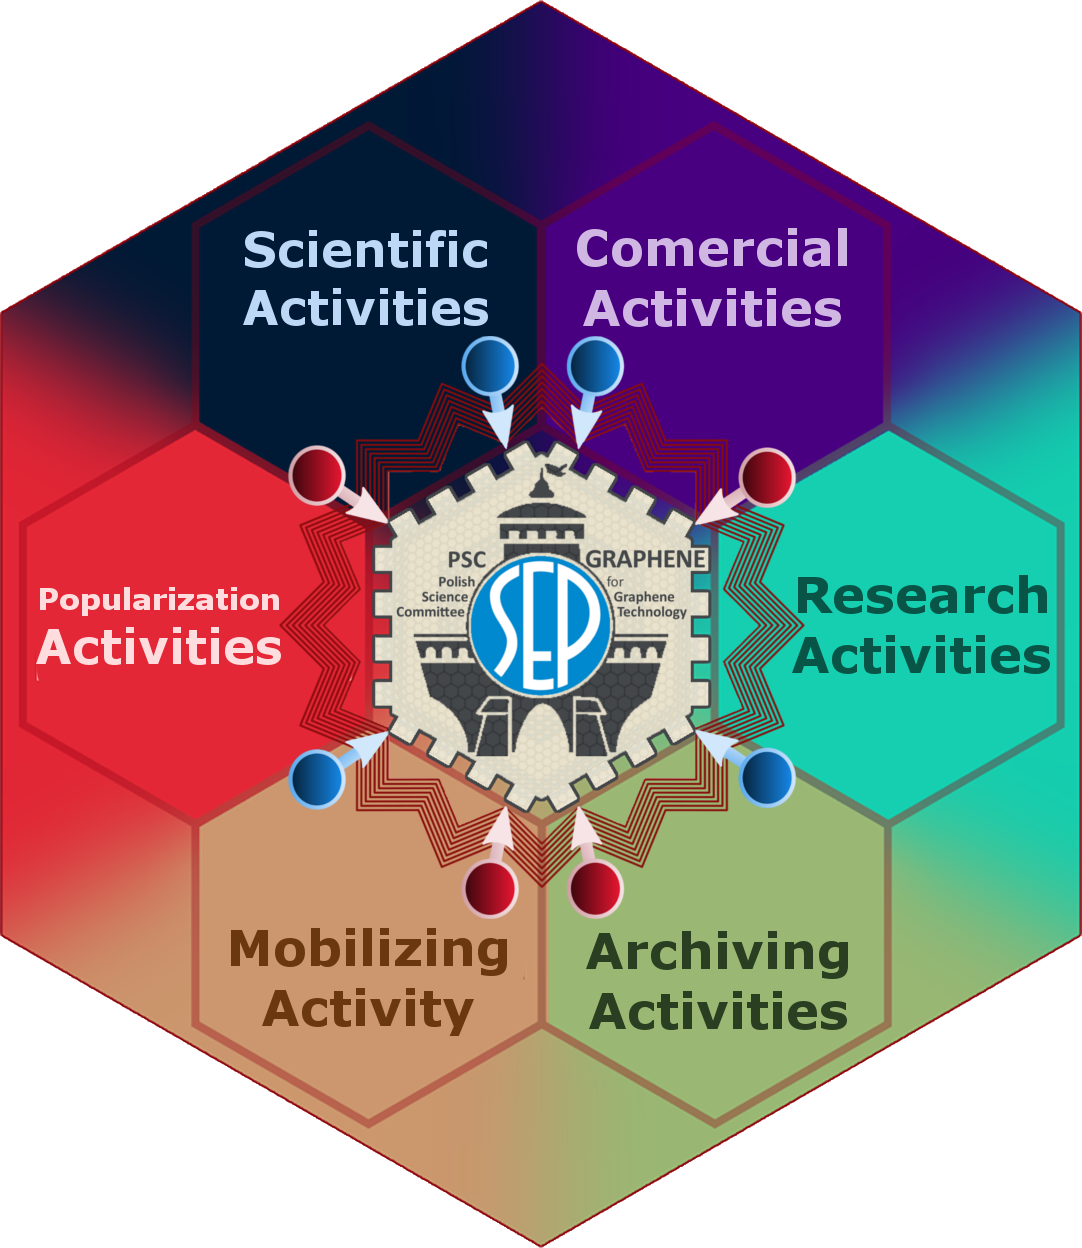 Scientific
Activities
Comercial
Activities
PSC
GRAPHENE
Polish
Science
Committee
for
Graphene
Technology
SEP
Popularization
Activities
Research
Activities
Mobilizing
Activity
Archiving
Activities